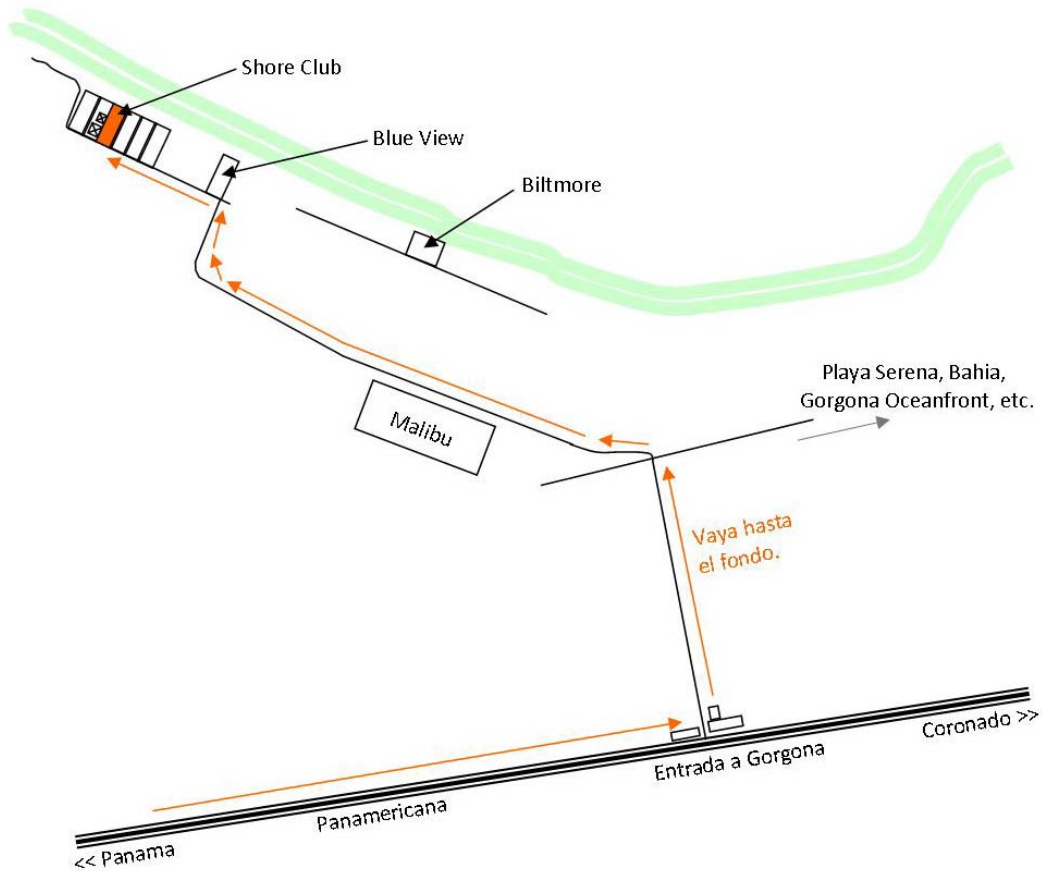 Shore Club
Blue View
Biltmore
Playa Serena, Bahia,
Gorgona Oceanfront, etc.
Malibu
Vaya hasta
el fondo.
Coronado >>
Entrada a Gorgona
Panamericana
<< Panama